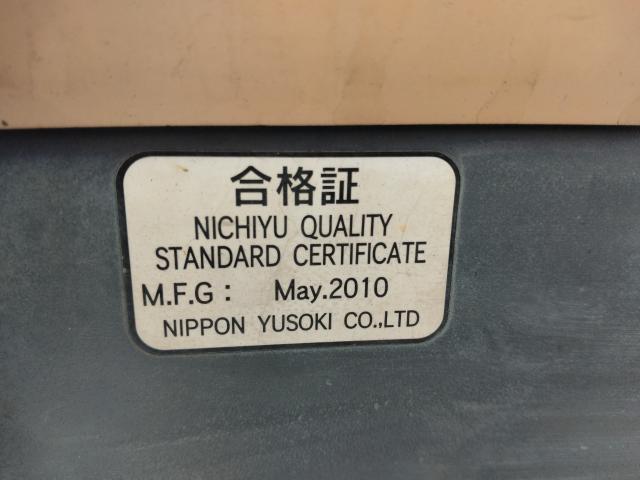 合格証
NICHIYU QUALITY
STANDARD CERTIFICATE
M.F.G : May.2010
NIPPON YUSOKI CO.,LTD